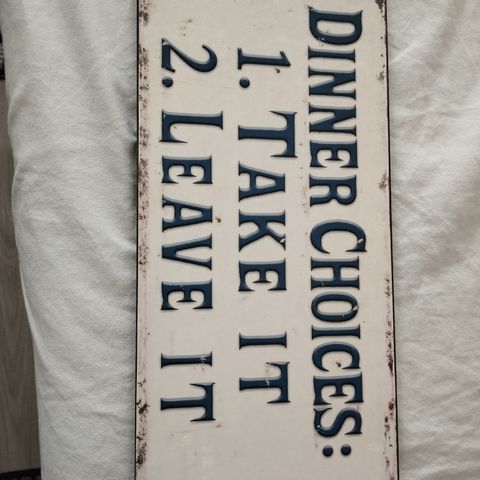 DINNER CHOICES:
1. TAKE IT
2. LEAVE IT